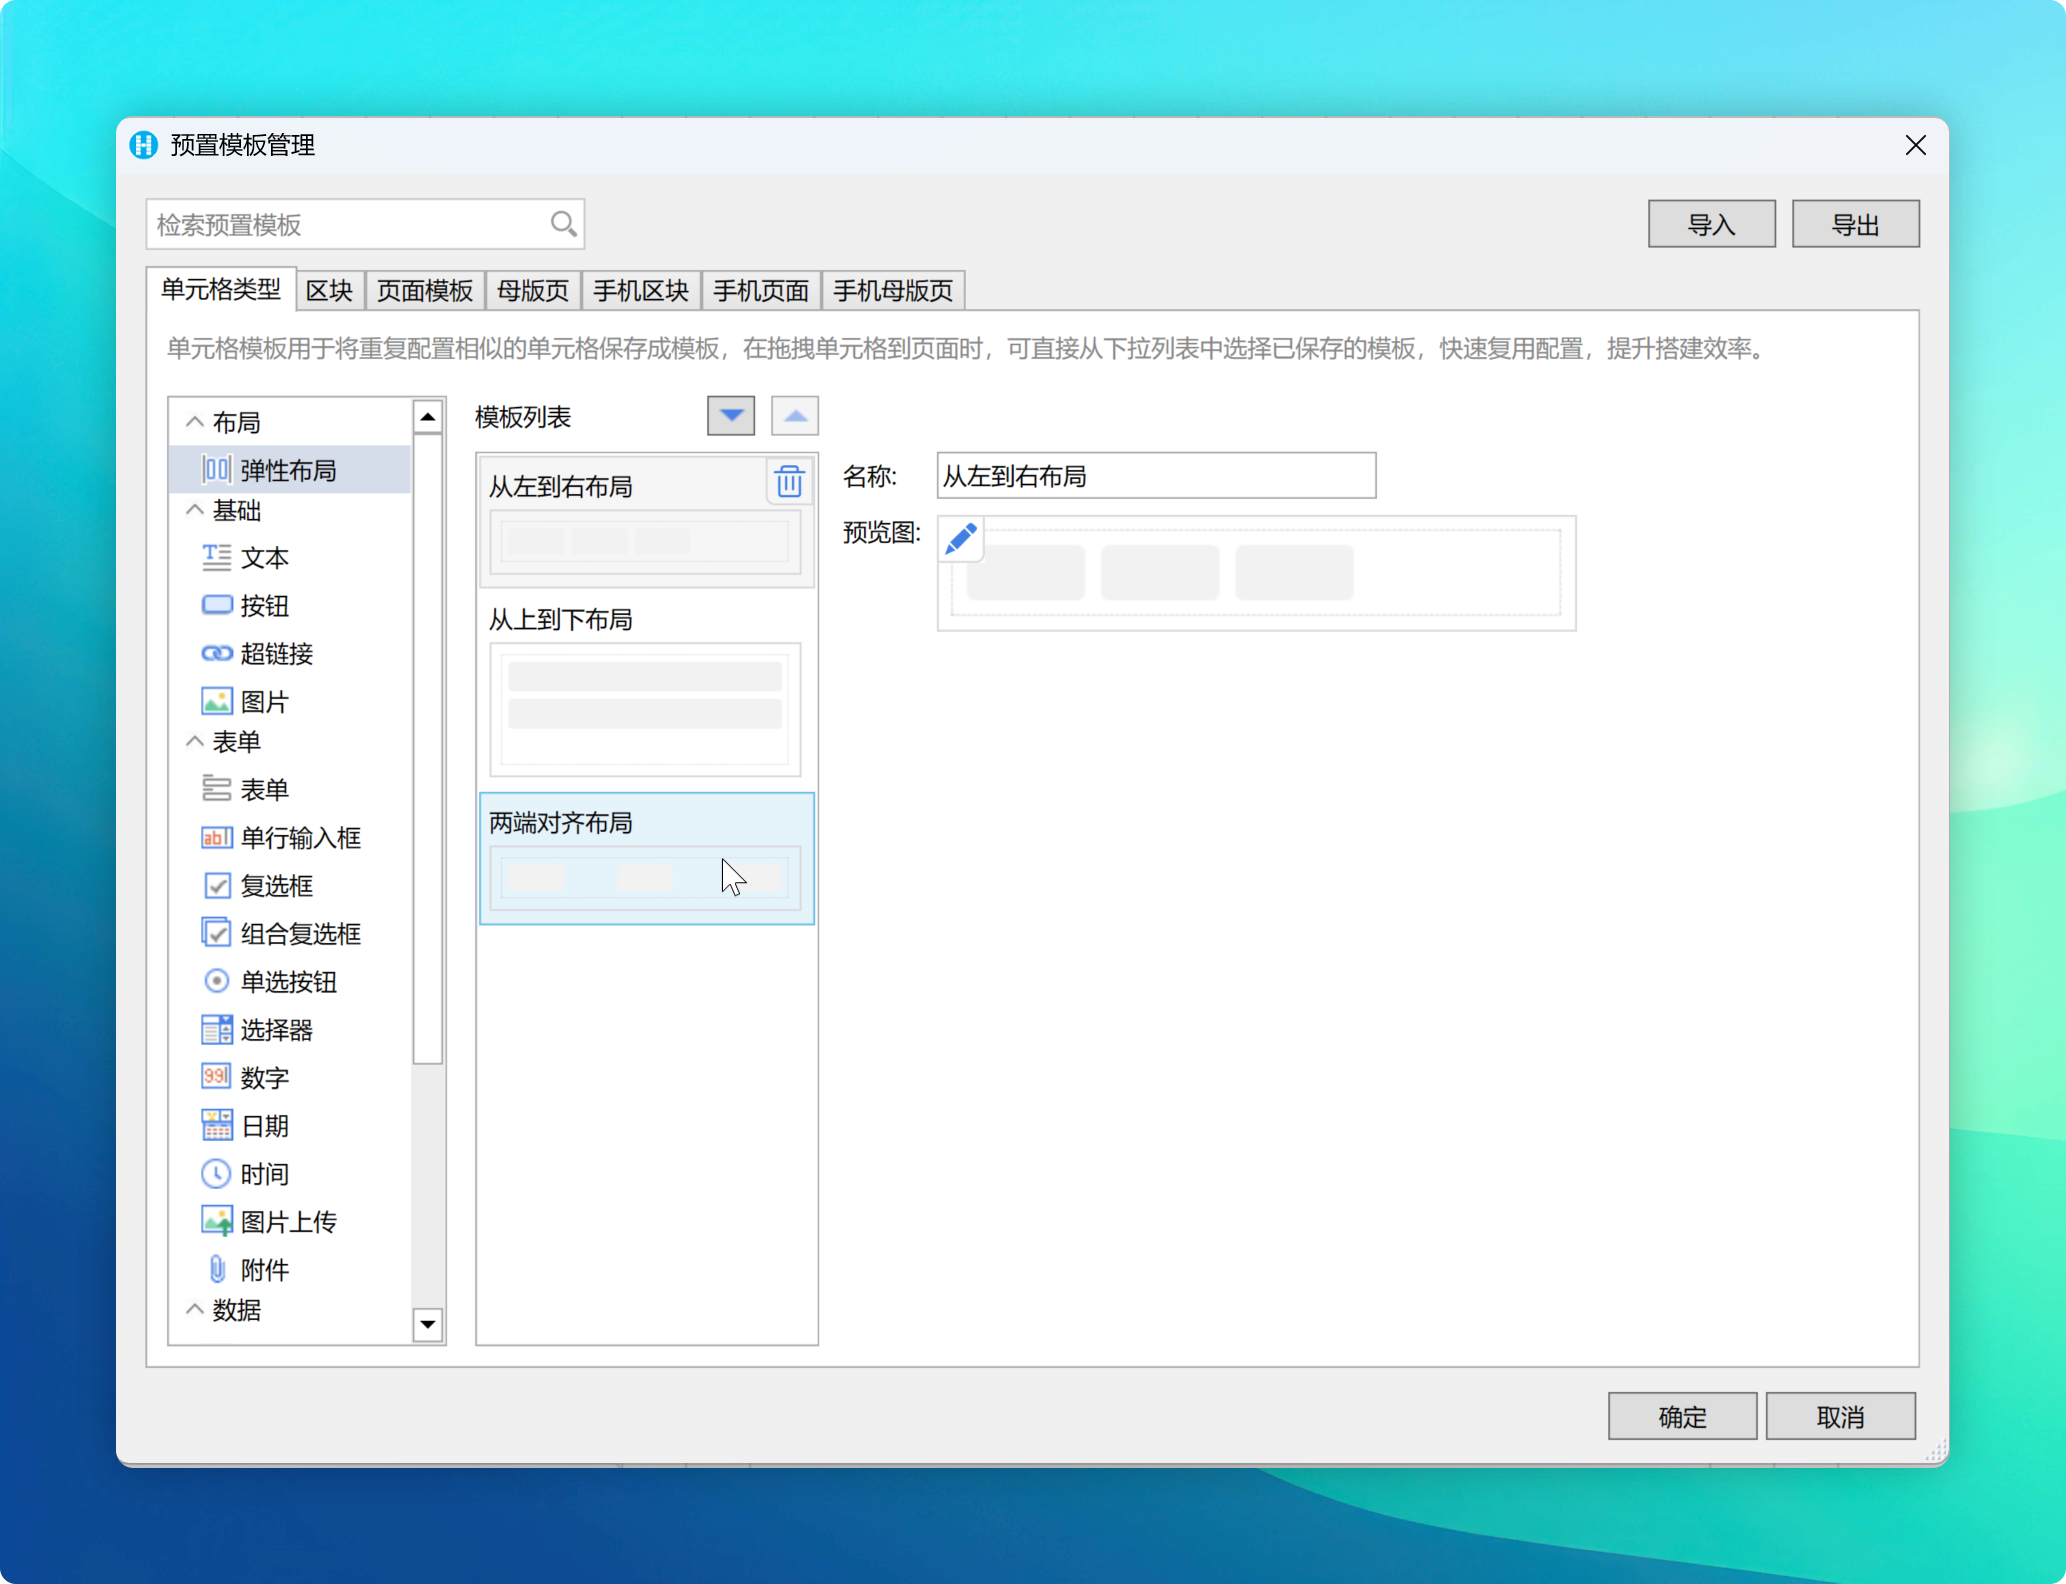 预置模板管理
检索预置模板
导入
导出
单元格类型
区块
页面模板
母版页
手机区块
手机页面
手机母版页
单元格模板用于将重复配置相似的单元格保存成模板，在拖拽单元格到页面时，可直接从下拉列表中选择已保存的模板，快速复用配置，提升搭建效率。
布局
弹性布局
基础
文本
按钮
超链接
图片
表单
表单
单行输入框
复选框
组合复选框
单选按钮
选择器
数字
日期
时间
图片上传
附件
数据
模板列表
从左到右布局
从上到下布局
两端对齐布局
名称:
从左到右布局
预览图:
确定
取消